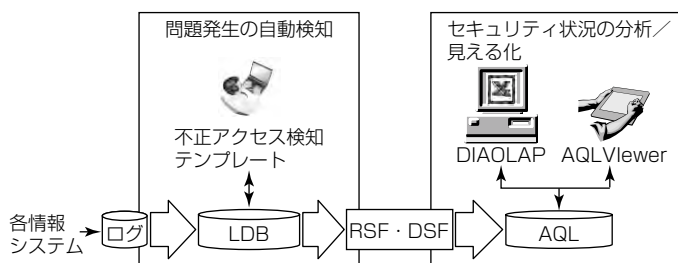 問題発生の自動検知
セキュリティ状況の分析／
見える化
不正アクセス検知
テンプレート
DIAOLAP
AQLVIewer
各情報
システム
ログ
LDB
RSF・DSF
AQL